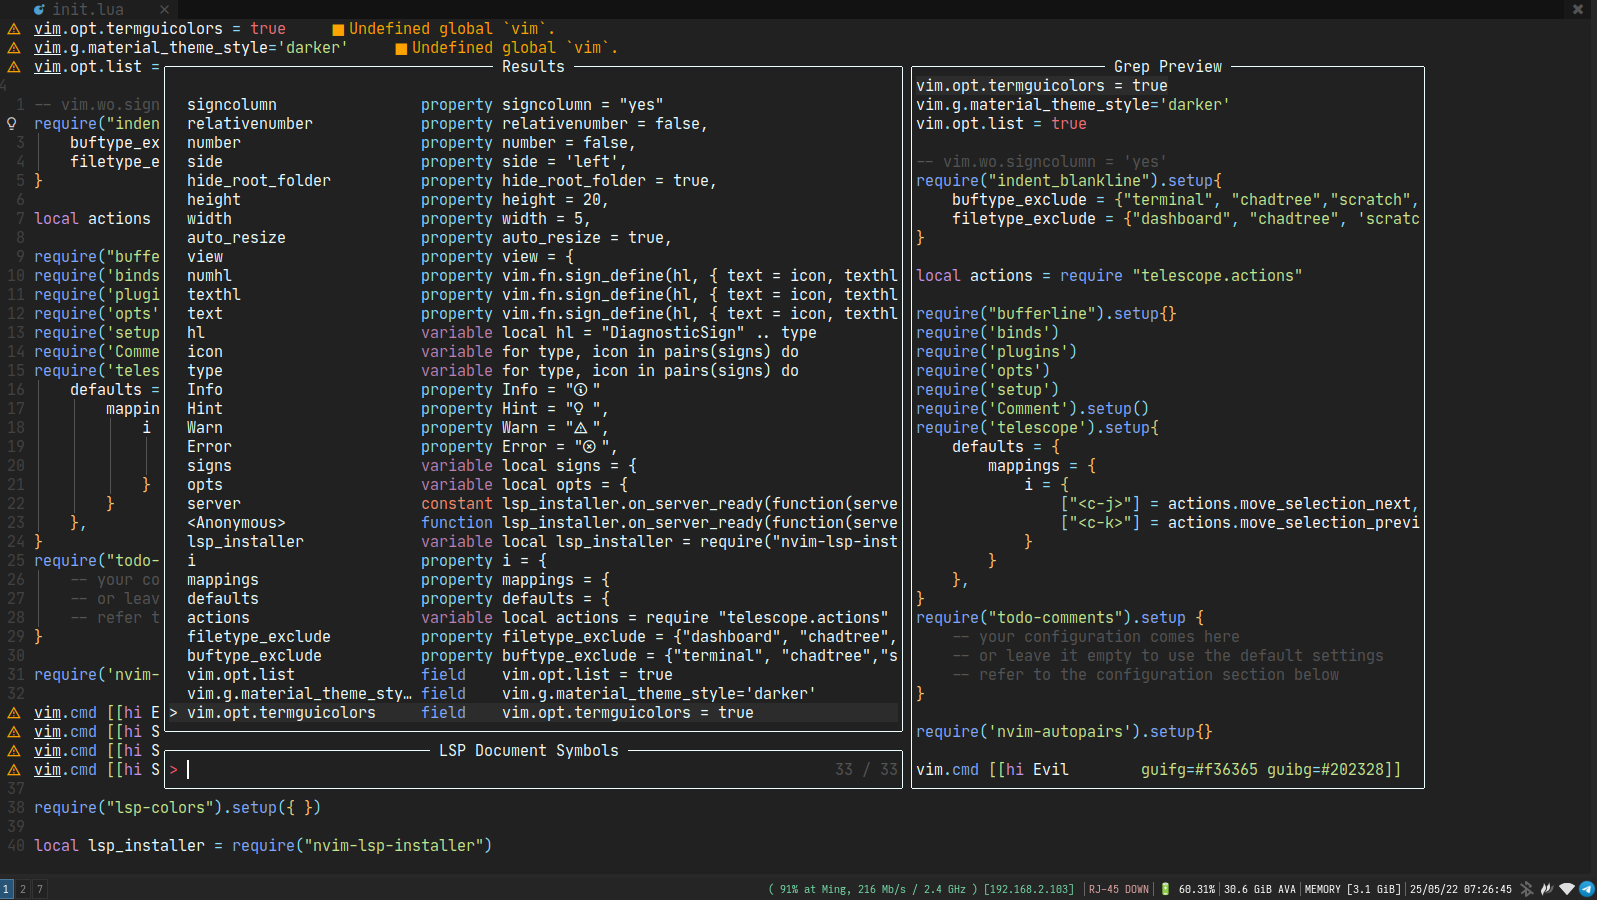 init.lua
vim.opt.termguicolors = true ■ Undefined global `vim`.
vim.g.material_theme_style='darker' ■ Undefined global `vim`.
vim.opt.list =
4
1 -- vim.wo.sign
require("inden
3 buftype_ex
4 filetype_e
5 }
6
7 local actions
8
9 require("buffe
10 require('binds
11 require('plugi
12 require('opts'
13 require('setup
14 require('Comme
15 require('teles
16 defaults =
17 mappin
18 i
19
20
21 }
22 }
23 },
24 }
25 require("todo-
26 -- your co
27 -- or leav
28 -- refer t
29 }
30
31 require('nvim-
32
vim.cmd [[hi E
vim.cmd [[hi S
vim.cmd [[hi S
vim.cmd [[hi S
37
38 require("lsp-colors").setup({ })
39
40 local lsp_installer = require("nvim-lsp-installer")
Results
signcolumn property signcolumn = "yes"
relativenumber property relativenumber = false,
number property number = false,
side property side = 'left',
hide_root_folder property hide_root_folder = true,
height property height = 20,
width property width = 5,
auto_resize property auto_resize = true,
view property view = {
numhl property vim.fn.sign_define(hl, { text = icon, texthl
texthl property vim.fn.sign_define(hl, { text = icon, texthl
text property vim.fn.sign_define(hl, { text = icon, texthl
hl variable local hl = "DiagnosticSign" .. type
icon variable for type, icon in pairs(signs) do
type variable for type, icon in pairs(signs) do
Info property Info = " "
Hint property Hint = " ",
Warn property Warn = " ",
Error property Error = " ",
signs variable local signs = {
opts variable local opts = {
server constant lsp_installer.on_server_ready(function(serve
<Anonymous> function lsp_installer.on_server_ready(function(serve
lsp_installer variable local lsp_installer = require("nvim-lsp-inst
i property i = {
mappings property mappings = {
defaults property defaults = {
actions variable local actions = require "telescope.actions"
filetype_exclude property filetype_exclude = {"dashboard", "chadtree",
buftype_exclude property buftype_exclude = {"terminal", "chadtree","s
vim.opt.list field vim.opt.list = true
vim.g.material_theme_sty… field vim.g.material_theme_style='darker'
> vim.opt.termguicolors field vim.opt.termguicolors = true
LSP Document Symbols
> 33 / 33
Grep Preview
vim.opt.termguicolors = true
vim.g.material_theme_style='darker'
vim.opt.list = true
-- vim.wo.signcolumn = 'yes'
require("indent_blankline").setup{
buftype_exclude = {"terminal", "chadtree","scratch",
filetype_exclude = {"dashboard", "chadtree", 'scratc
}
local actions = require "telescope.actions"
require("bufferline").setup{}
require('binds')
require('plugins')
require('opts')
require('setup')
require('Comment').setup()
require('telescope').setup{
defaults = {
mappings = {
i = {
["<c-j>"] = actions.move_selection_next,
["<c-k>"] = actions.move_selection_previ
}
}
},
}
require("todo-comments").setup {
-- your configuration comes here
-- or leave it empty to use the default settings
-- refer to the configuration section below
}
require('nvim-autopairs').setup{}
vim.cmd [[hi Evil guifg=#f36365 guibg=#202328]]
1 2 7 ( 91% at Ming, 216 Mb/s / 2.4 GHz ) [192.168.2.103] |RJ-45 DOWN| 60.31%|30.6 GiB AVA|MEMORY [3.1 GiB]|25/05/22 07:26:45